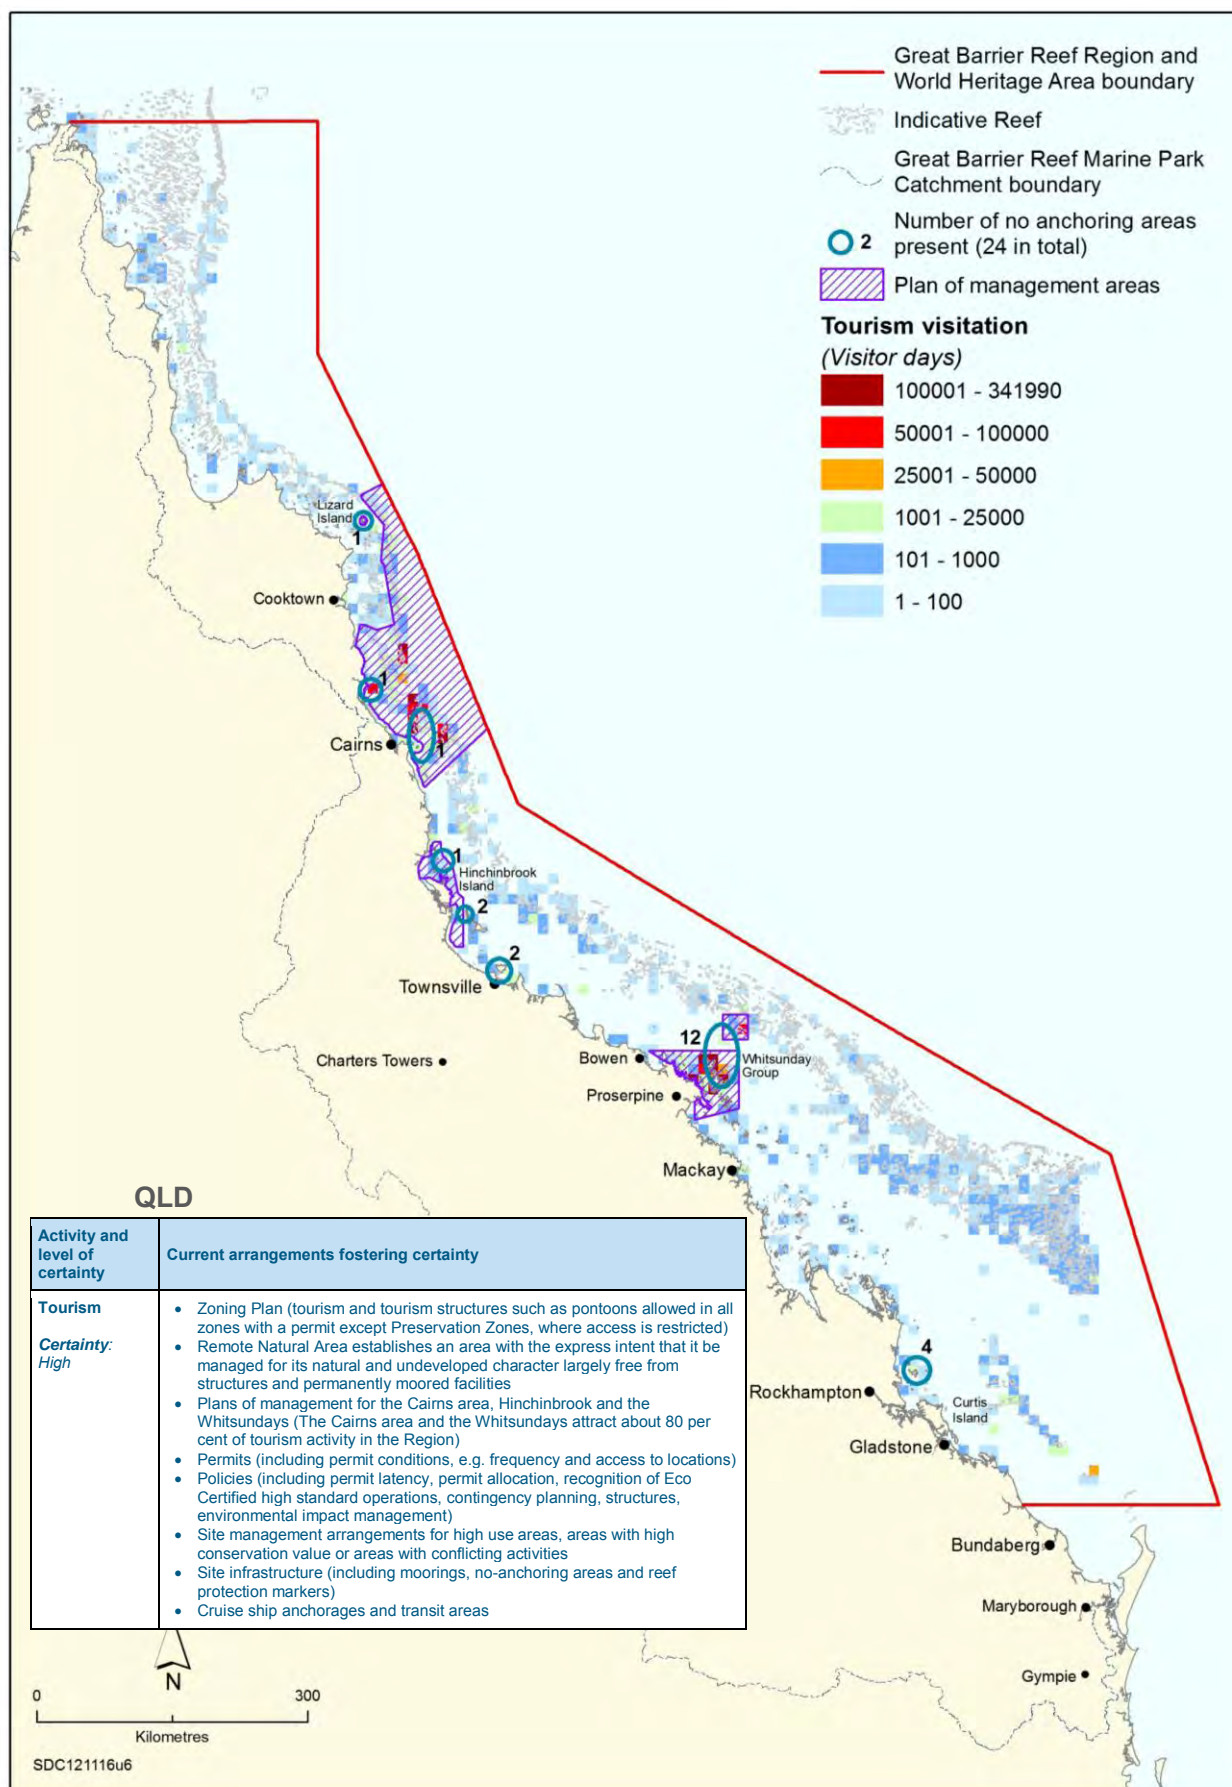 Great Barrier Reef Region and
World Heritage Area boundary
Indicative Reef
Great Barrier Reef Marine Park
Catchment boundary
2
Number of no anchoring areas
present (24 in total)
Plan of management areas
Tourism visitation
(Visitor days)
100001 - 341990
50001 - 100000
25001 - 50000
1001 - 25000
101 - 1000
1 - 100
Lizard
Island
1
Cooktown
1
Cairns
1
1
Hinchinbrook
Island
2
2
Townsville
12
Bowen
Whitsunday
Group
Charters Towers
Proserpine
Mackay
QLD
Activity and
level of
certainty
Current arrangements fostering certainty
Tourism
Certainty:
High
• Zoning Plan (tourism and tourism structures such as pontoons allowed in all
zones with a permit except Preservation Zones, where access is restricted)
• Remote Natural Area establishes an area with the express intent that it be
managed for its natural and undeveloped character largely free from
structures and permanently moored facilities
• Plans of management for the Cairns area, Hinchinbrook and the
Whitsundays (The Cairns area and the Whitsundays attract about 80 per
cent of tourism activity in the Region)
• Permits (including permit conditions, e.g. frequency and access to locations)
• Policies (including permit latency, permit allocation, recognition of Eco
Certified high standard operations, contingency planning, structures,
environmental impact management)
• Site management arrangements for high use areas, areas with high
conservation value or areas with conflicting activities
• Site infrastructure (including moorings, no-anchoring areas and reef
protection markers)
• Cruise ship anchorages and transit areas
4
Rockhampton
Curtis
Island
Gladstone
Bundaberg
Maryborough
Gympie
N
0 300
Kilometres
SDC121116u6